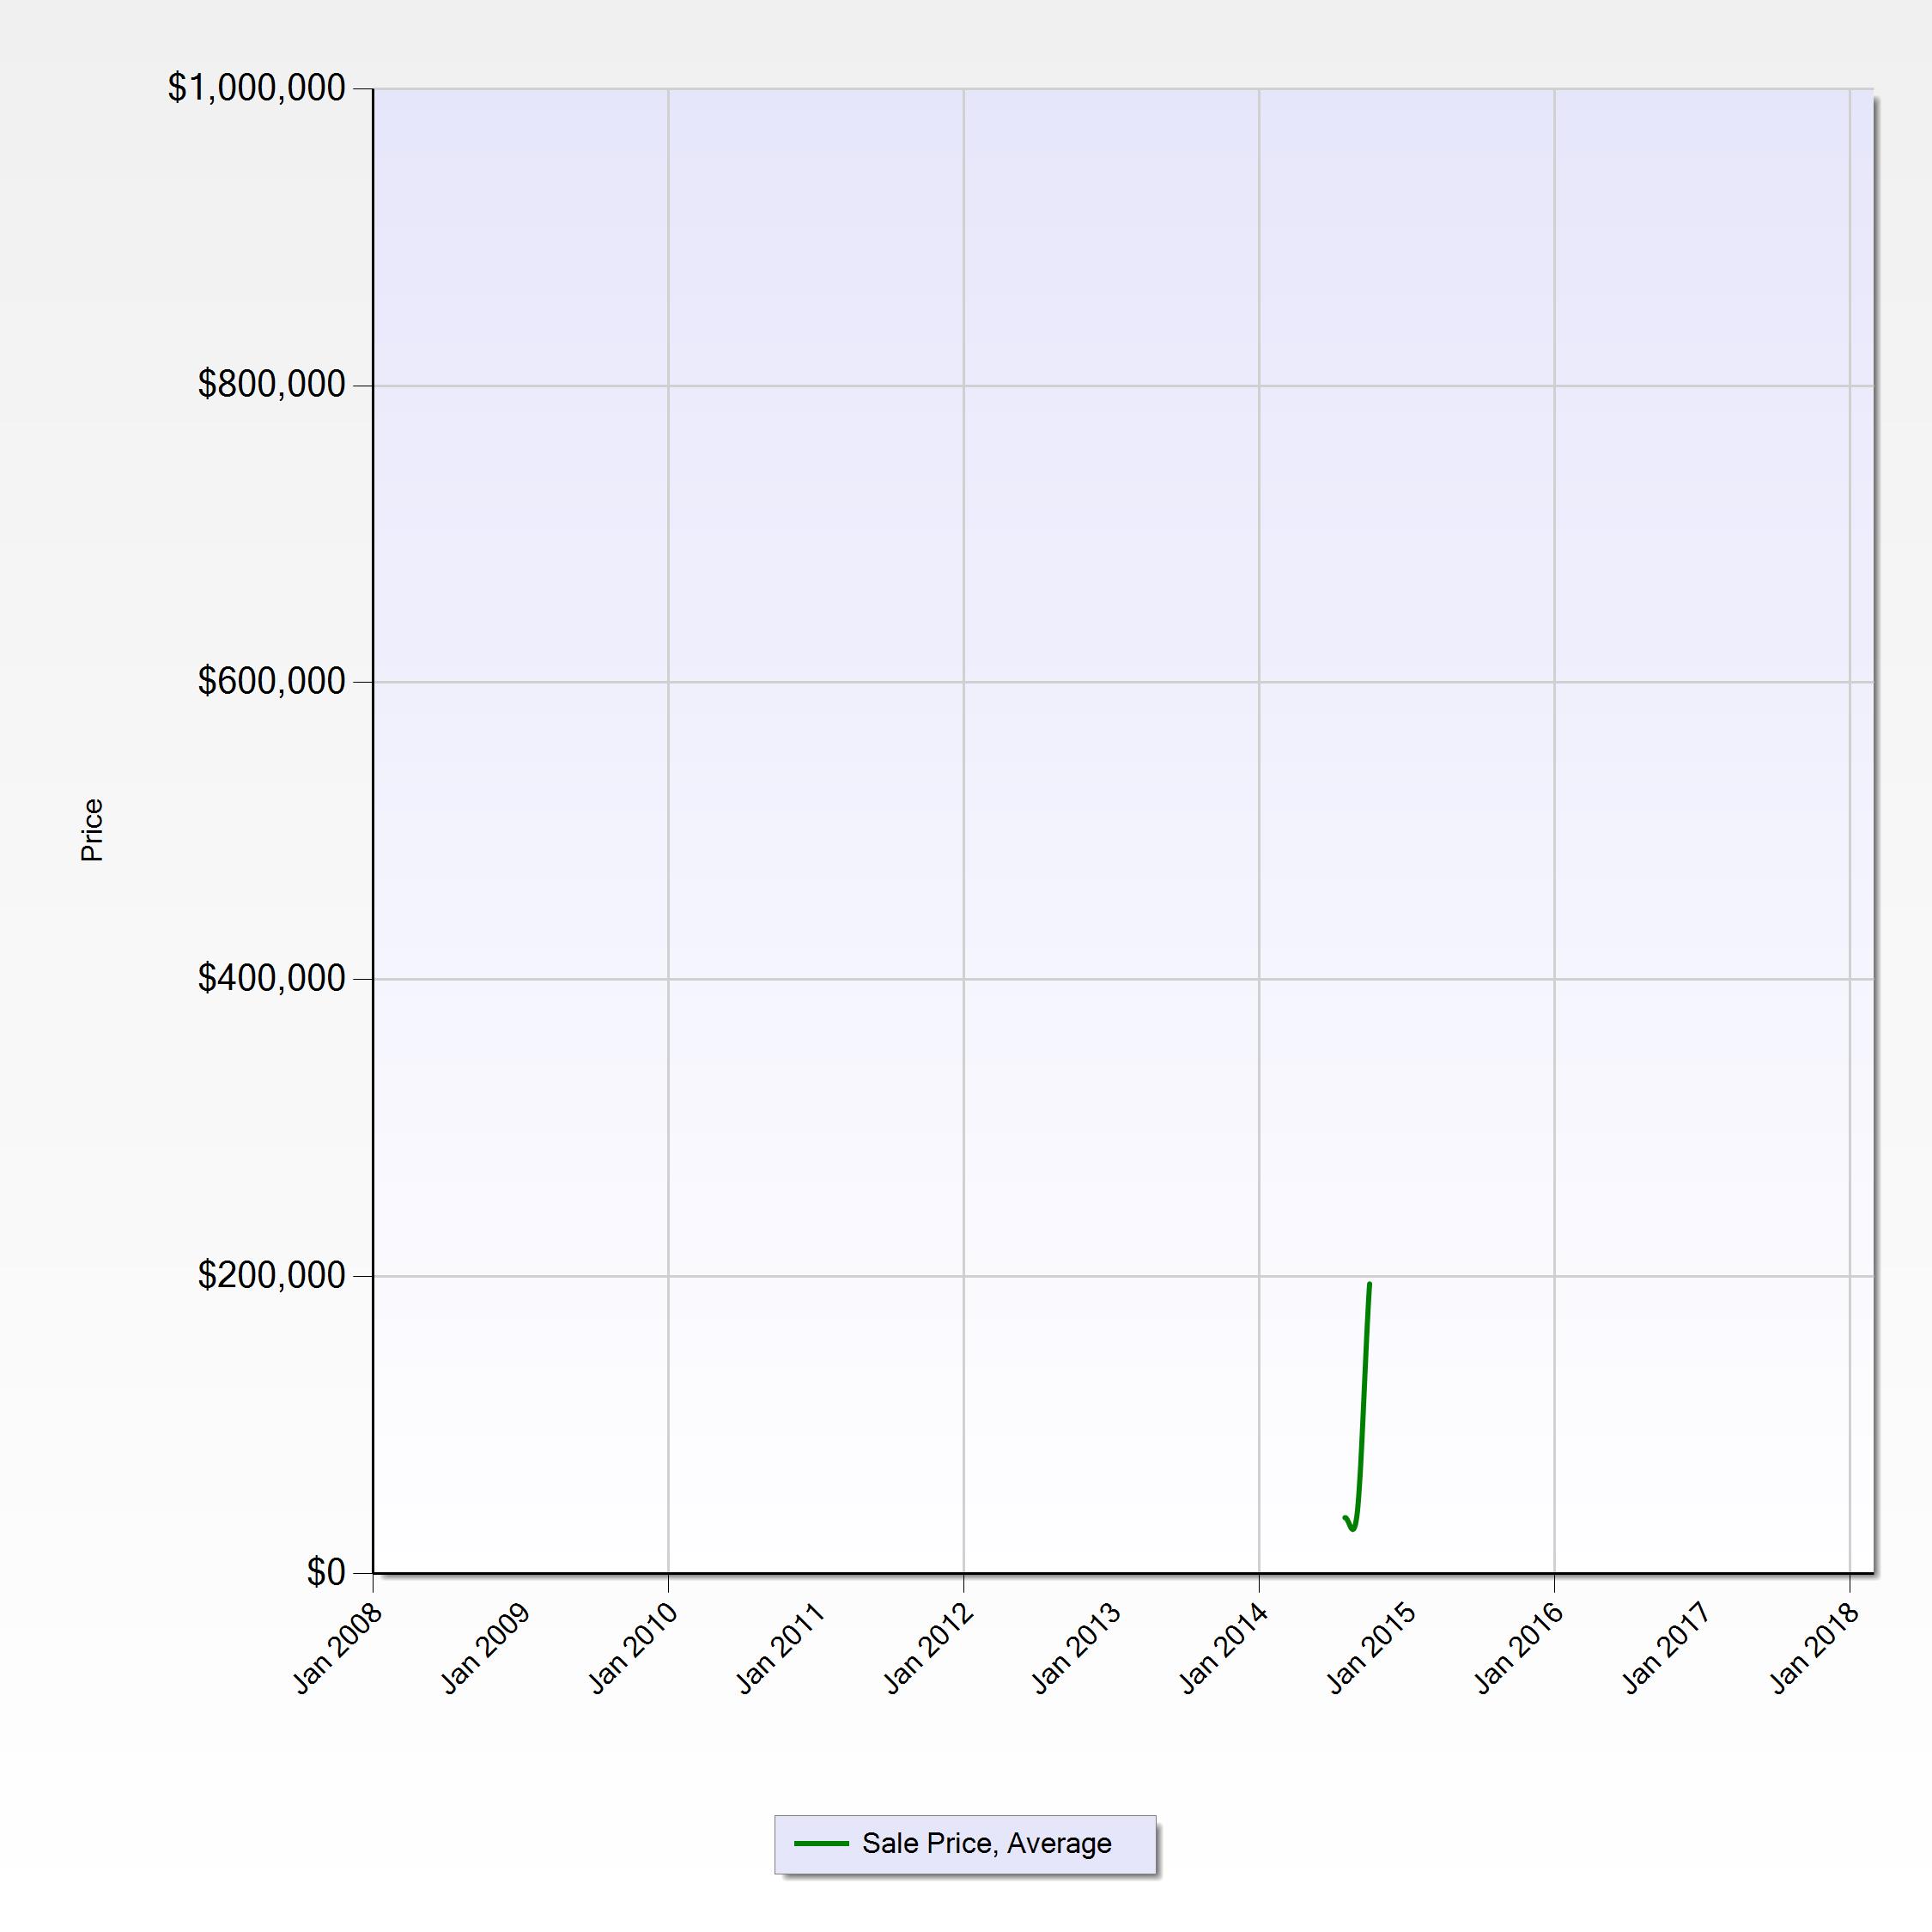 $1,000,000
$800,000
$600,000
$400,000
$200,000
$0
Price
Jan 2008
Jan 2009
Jan 2010
Jan 2011
Jan 2012
Jan 2013
Jan 2014
Jan 2015
Jan 2016
Jan 2017
Jan 2018
Sale Price, Average